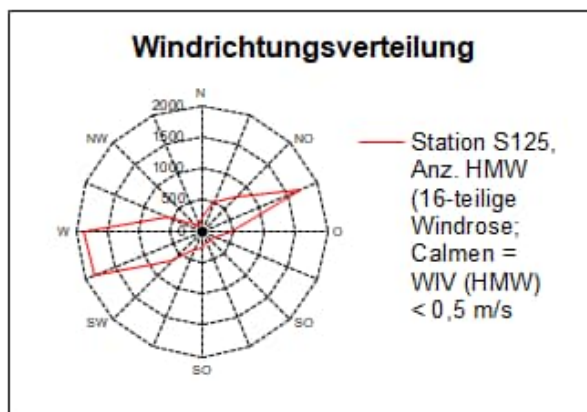 Windrichtungsverteilung
N
2000
1500
1000
500
0
NW
NO
W
O
SW
SO
SO
Station S125,
Anz. HMW
(16-teilige
Windrose;
Calmen =
WIV (HMW)
< 0,5 m/s